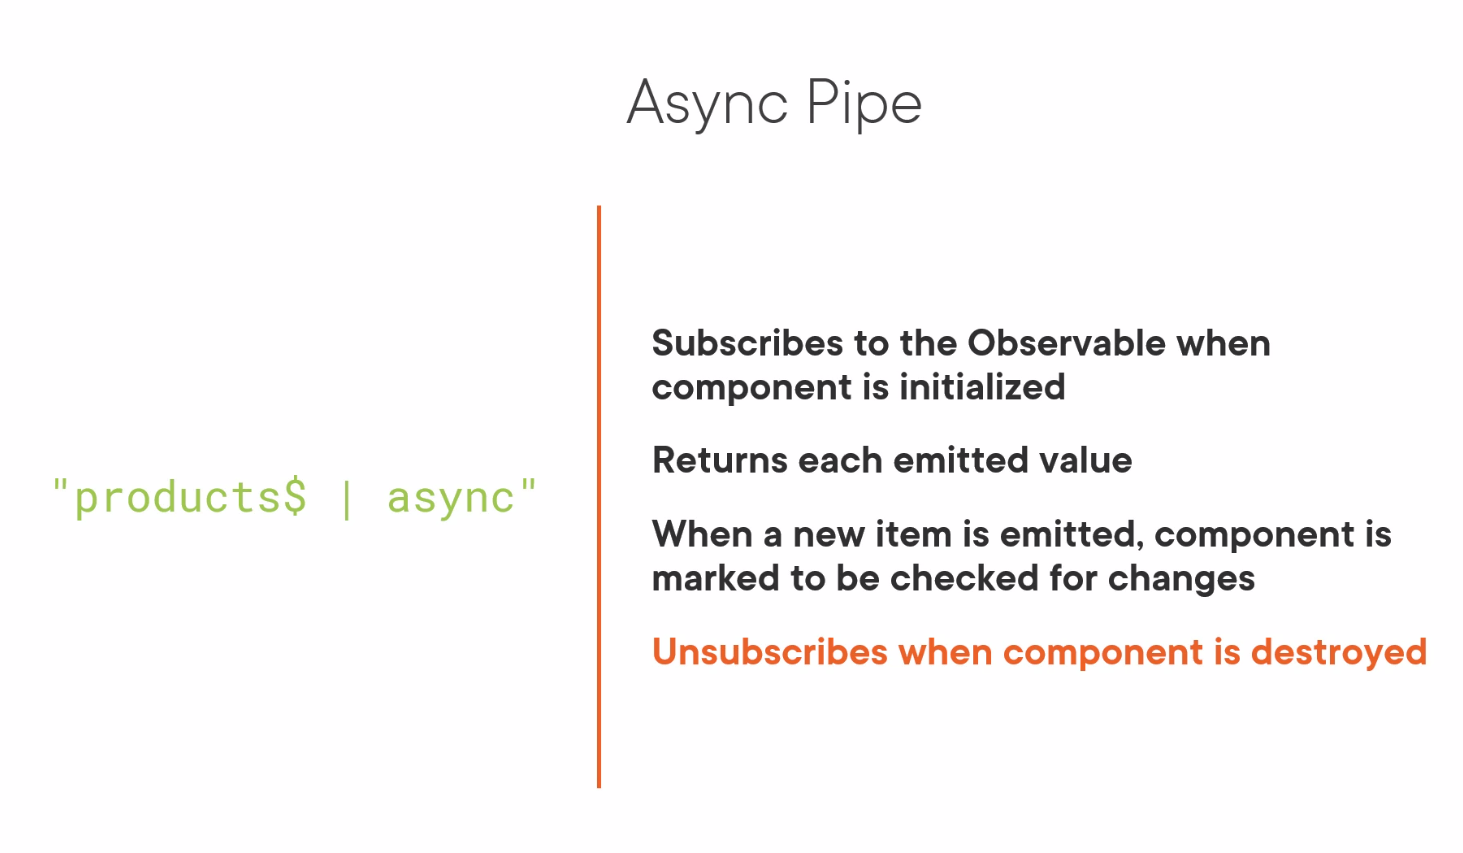 Async Pipe
"products$ | async"
Subscribes to the Observable when
component is initialized
Returns each emitted value
When a new item is emitted, component is
marked to be checked for changes
Unsubscribes when component is destroyed